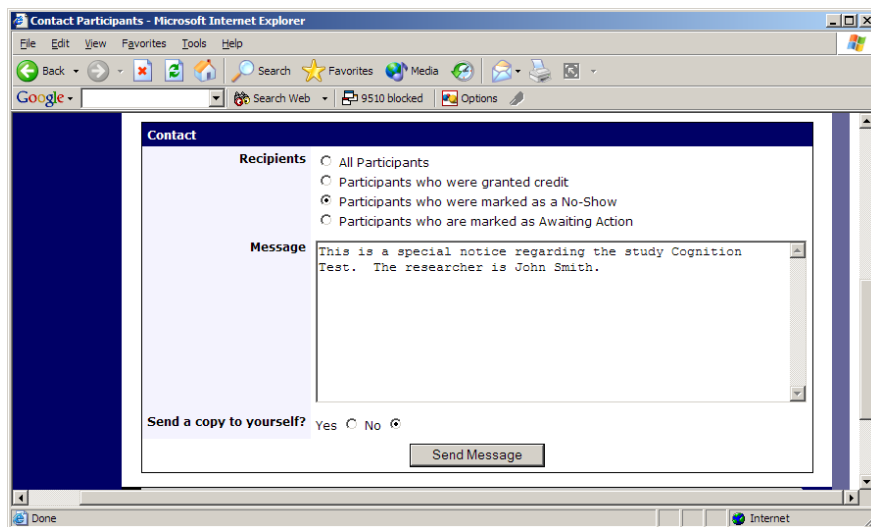 Contact Participants - Microsoft Internet Explorer
File Edit View Favorites Tools Help
Back Search Favorites Media
Google Search Web 9510 blocked Options
Contact
Recipients All Participants
Participants who were granted credit
Participants who were marked as a No-Show
Participants who are marked as Awaiting Action
Message This is a special notice regarding the study Cognition
Test. The researcher is John Smith.
Send a copy to yourself? Yes No
Send Message
Done Internet